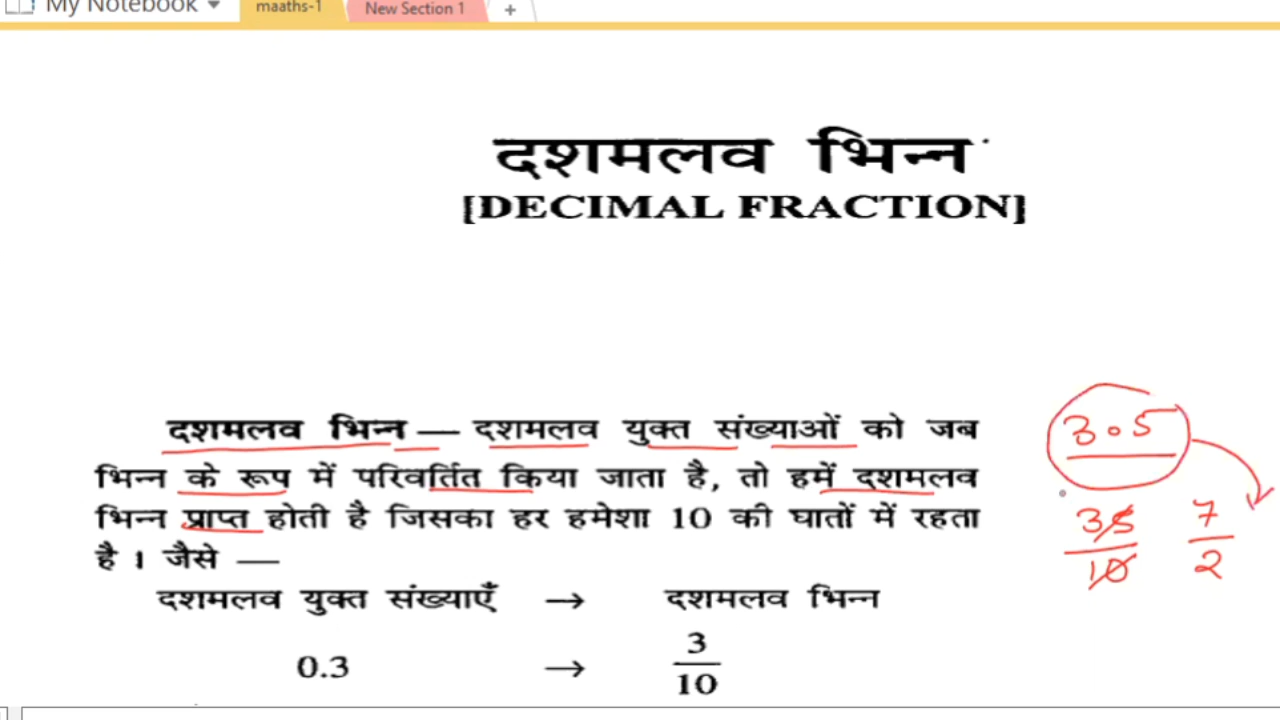 My Notebook
maaths-1
New Section 1
+
दशमलव भिन्न
[DECIMAL FRACTION]
दशमलव भिन्न — दशमलव युक्त संख्याओं को जब
भिन्न के रूप में परिवर्तित किया जाता है, तो हमें दशमलव
भिन्न प्राप्त होती है जिसका हर हमेशा 10 की घातों में रहता
है। जैसे —
दशमलव युक्त संख्याएँ → दशमलव भिन्न
0.3 → 3/10
3.5
35/10 7/2